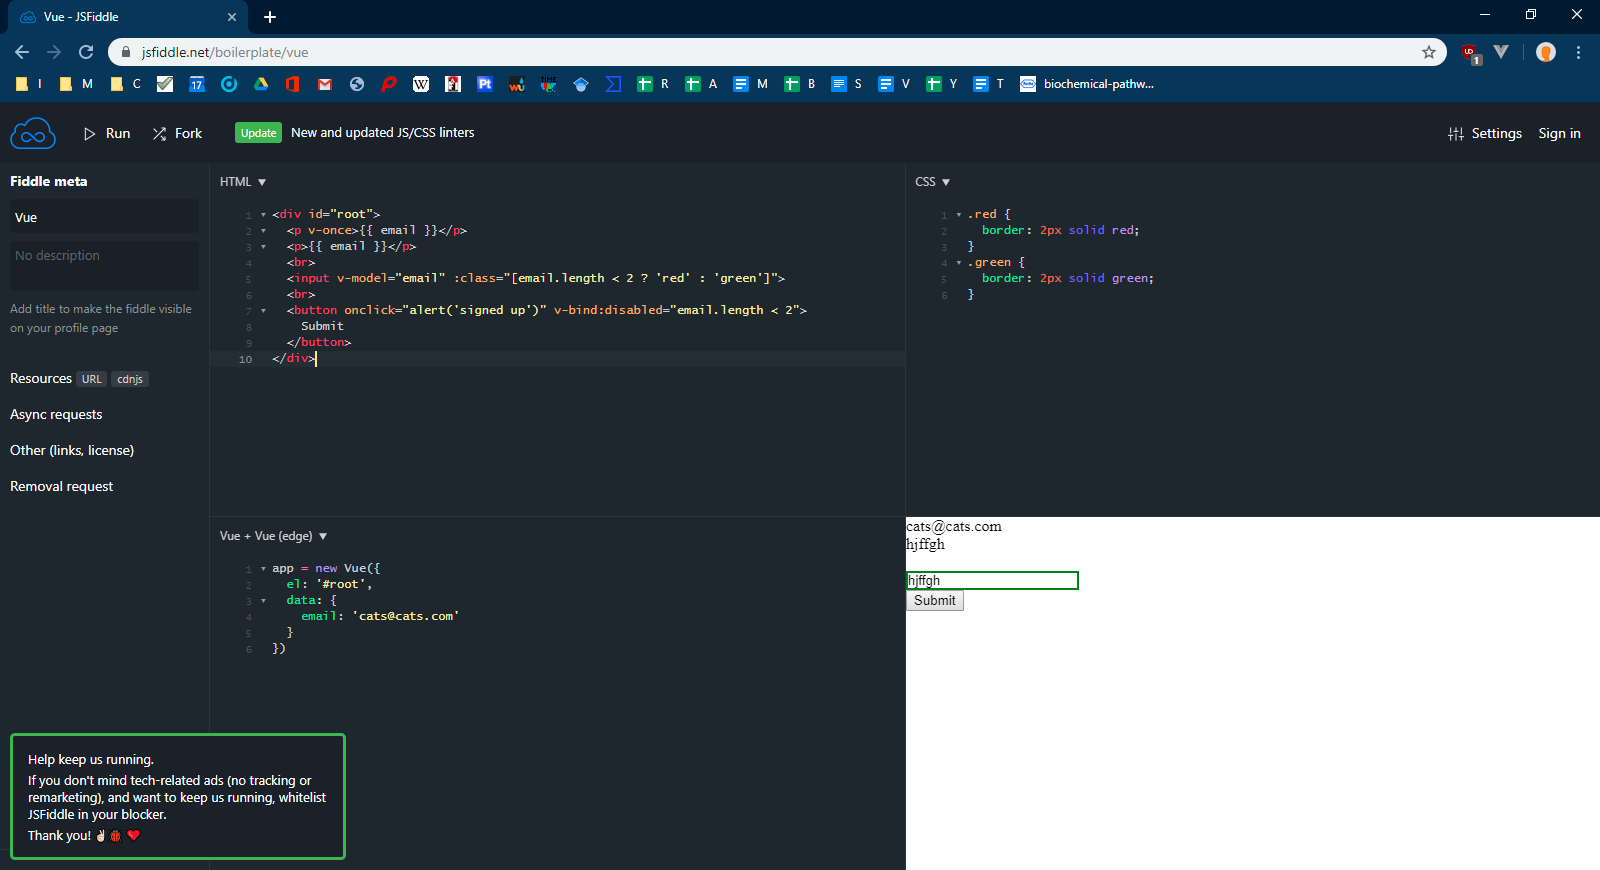 Vue - JSFiddle
jsfiddle.net/boilerplate/vue
1
I M C 17 W Pt WU TIME R A M B S V Y T biochemical-pathw...
Run Fork Update New and updated JS/CSS linters Settings Sign in
Fiddle meta
Vue
No description
Add title to make the fiddle visible
on your profile page
Resources URL cdnjs
Async requests
Other (links, license)
Removal request
HTML ▼
1 <div id="root">
2 <p v-once>{{ email }}</p>
3 <p>{{ email }}</p>
4 <br>
5 <input v-model="email" :class="[email.length < 2 ? 'red' : 'green']">
6 <br>
7 <button onclick="alert('signed up')" v-bind:disabled="email.length < 2">
8 Submit
9 </button>
10 </div>
CSS ▼
1 .red {
2 border: 2px solid red;
3 }
4 .green {
5 border: 2px solid green;
6 }
Vue + Vue (edge) ▼
1 app = new Vue({
2 el: '#root',
3 data: {
4 email: 'cats@cats.com'
5 }
6 })
cats@cats.com
hjffgh
hjffgh
Submit
Help keep us running.
If you don't mind tech-related ads (no tracking or
remarketing), and want to keep us running, whitelist
JSFiddle in your blocker.
Thank you! ✌🏻🐞 ❤️